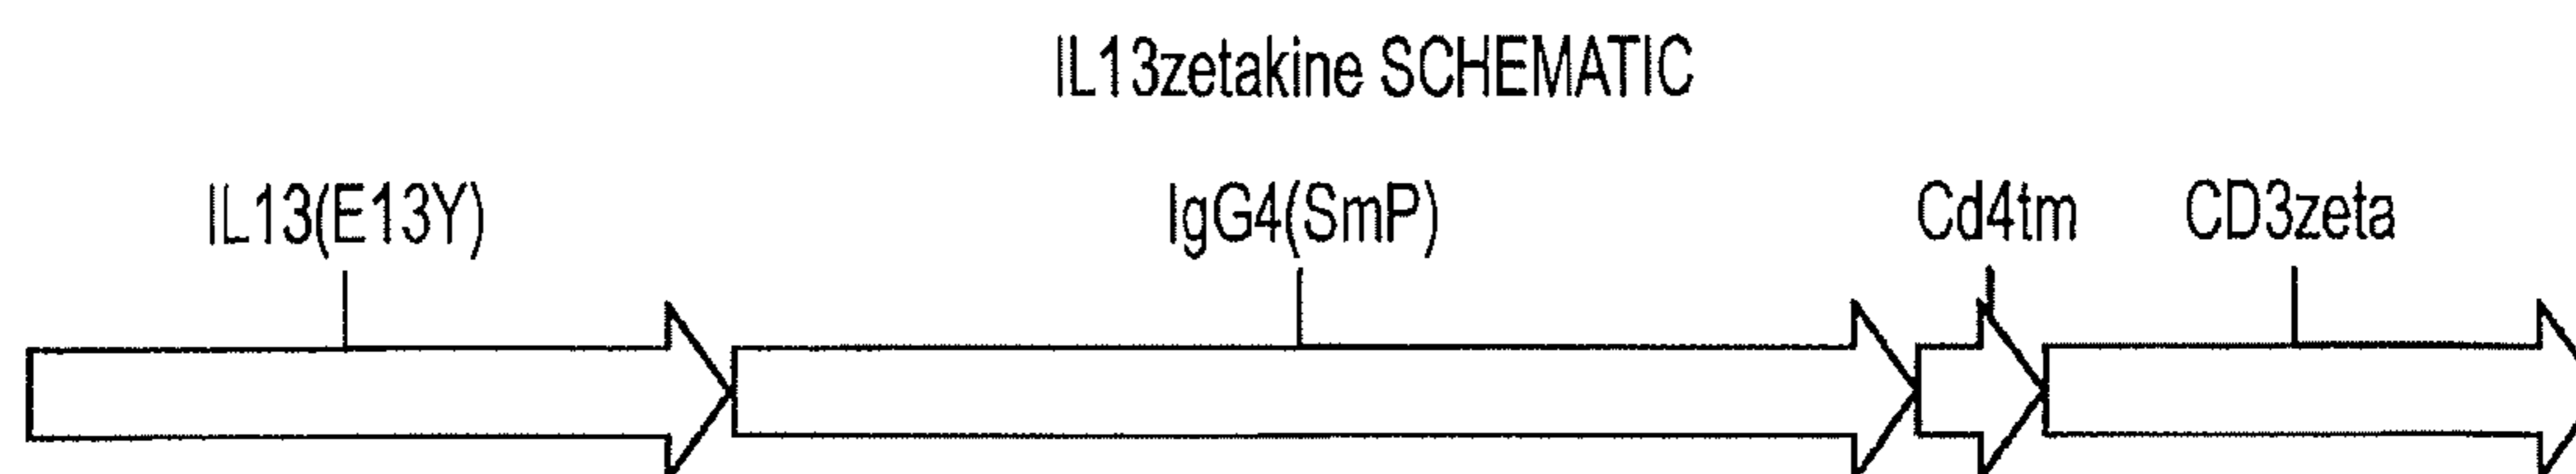 IL13zetakine SCHEMATIC
IL13(E13Y) IgG4(SmP) Cd4tm CD3zeta